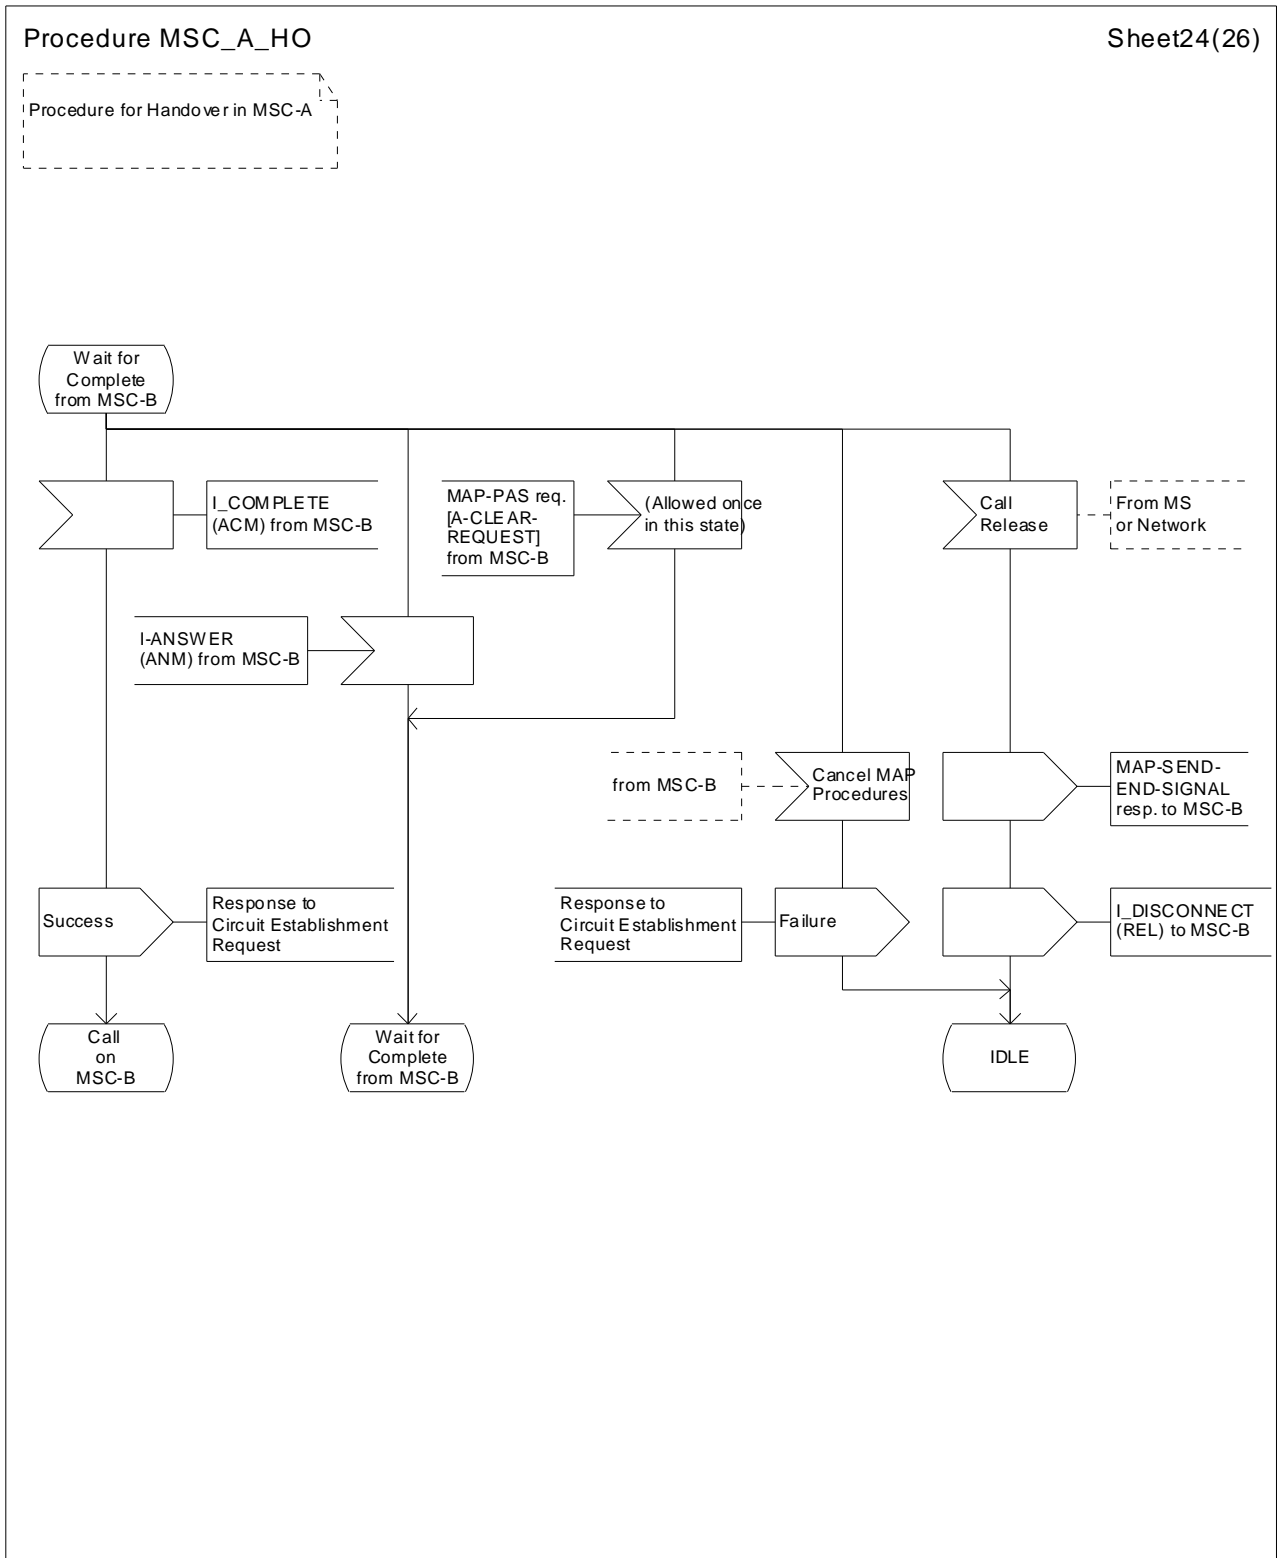 Procedure MSC_A_HO
Sheet24(26)
Procedure for Handover in MSC-A
Wait for
Complete
from MSC-B
I_COMPLETE
(ACM) from MSC-B
MAP-PAS req.
[A-CLEAR-
REQUEST]
from MSC-B
(Allowed once
in this state)
Call
Release
From MS
or Network
I-ANSWER
(ANM) from MSC-B
from MSC-B
Cancel MAP
Procedures
MAP-SEND-
END-SIGNAL
resp. to MSC-B
Success
Response to
Circuit Establishment
Request
Response to
Circuit Establishment
Request
Failure
I_DISCONNECT
(REL) to MSC-B
Call
on
MSC-B
Wait for
Complete
from MSC-B
IDLE